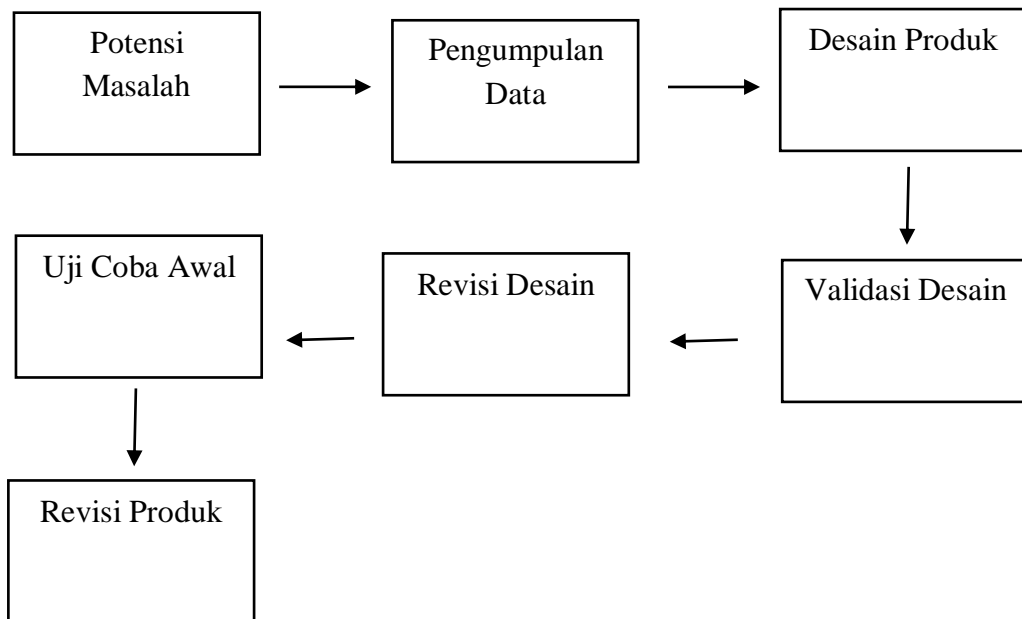 Potensi
Masalah
Pengumpulan
Data
Desain Produk
Validasi Desain
Revisi Desain
Uji Coba Awal
Revisi Produk